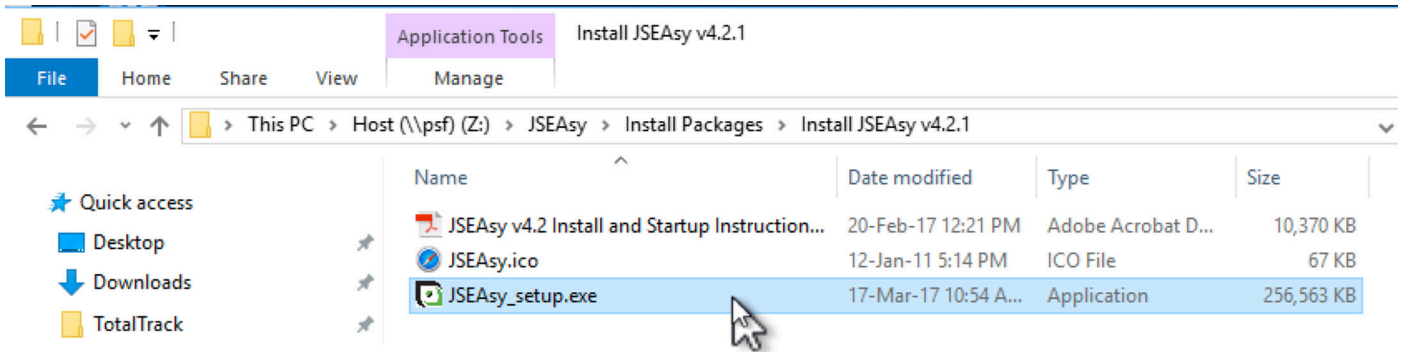 Application Tools Install JSEAsy v4.2.1
File Home Share View Manage
This PC > Host (\\psf) (Z:) > JSEAsy > Install Packages > Install JSEAsy v4.2.1
Name Date modified Type Size
Quick access
JSEAsy v4.2 Install and Startup Instruction... 20-Feb-17 12:21 PM Adobe Acrobat D... 10,370 KB
Desktop
JSEAsy.ico 12-Jan-11 5:14 PM ICO File 67 KB
Downloads
JSEAsy_setup.exe 17-Mar-17 10:54 A... Application 256,563 KB
TotalTrack